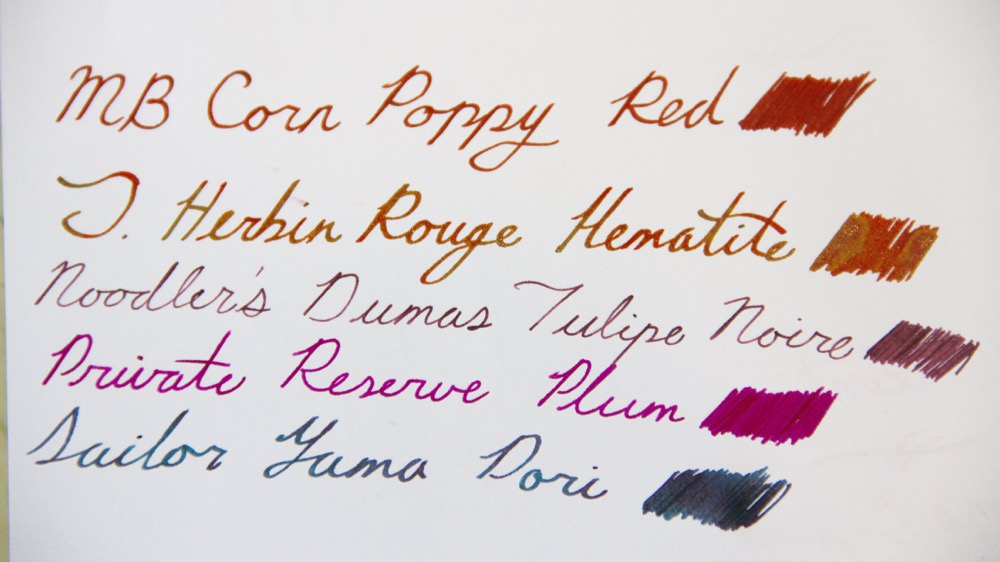 MB Corn Poppy Red
J. Herbin Rouge Hematite
Noodler's Dumas Tulipe Noire
Private Reserve Plum
Sailor Yama Dori